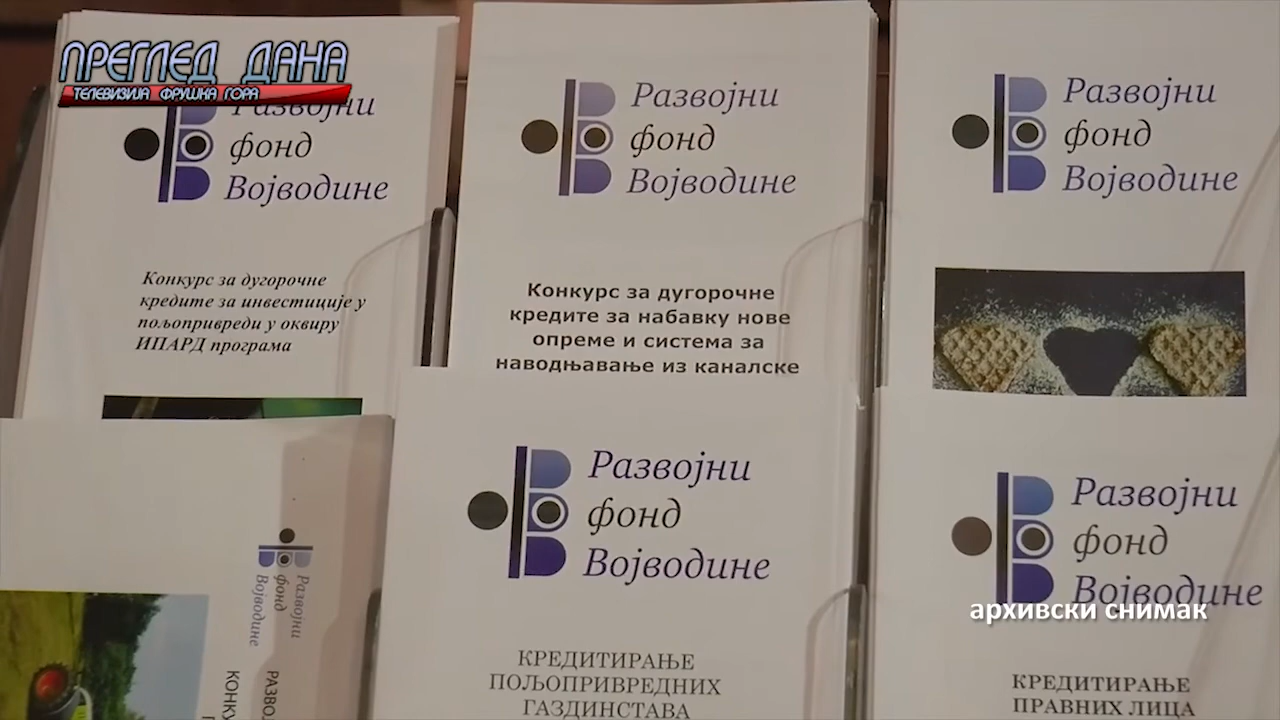 ПРЕГЛЕД ДАНА
ТЕЛЕВИЗИЈА ФРУШКА ГОРА
Развојни
фонд
Војводине
Конкурс за дугорочне
кредите за инвестиције у
пољопривреди у оквиру
ИПАРД програма
Развојни
фонд
Војводине
Конкурс за дугорочне
кредите за набавку нове
опреме и система за
наводњавање из каналске
Развојни
фонд
Војводине
Развојни
фонд
Војводине
Развојни
фонд
Војводине
КРЕДИТИРАЊЕ
ПОЉОПРИВРЕДНИХ
ГАЗДИНСТАВА
Развојни
фонд
Војводине
архивски снимак
КРЕДИТИРАЊЕ
ПРАВНИХ ЛИЦА